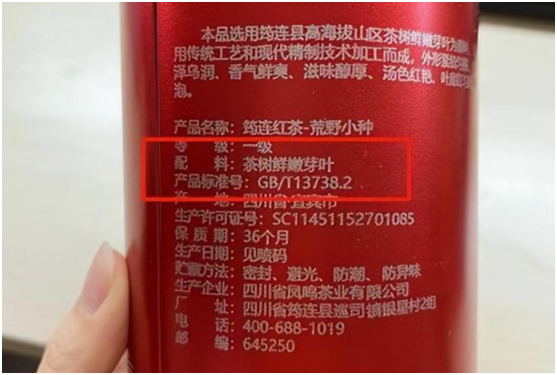 本品选用筠连县高海拔山区茶树鲜嫩芽叶为
用传统工艺和现代精制技术加工而成，外形
泽乌润、香气鲜爽、滋味醇厚、汤色红艳、叶底
泡。
产品名称：筠连红茶-荒野小种
等 级：一级
配 料：茶树鲜嫩芽叶
产品标准号：GB/T13738.2
产 地：四川省·宜宾市
生产许可证号：SC11451152701085
保 质 期：36个月
生产日期：见喷码
贮藏方法：密封、避光、防潮、防异味
生产企业：四川省凤鸣茶业有限公司
厂 址：四川省筠连县巡司镇银星村2组
电 话：400-688-1019
邮 编：645250